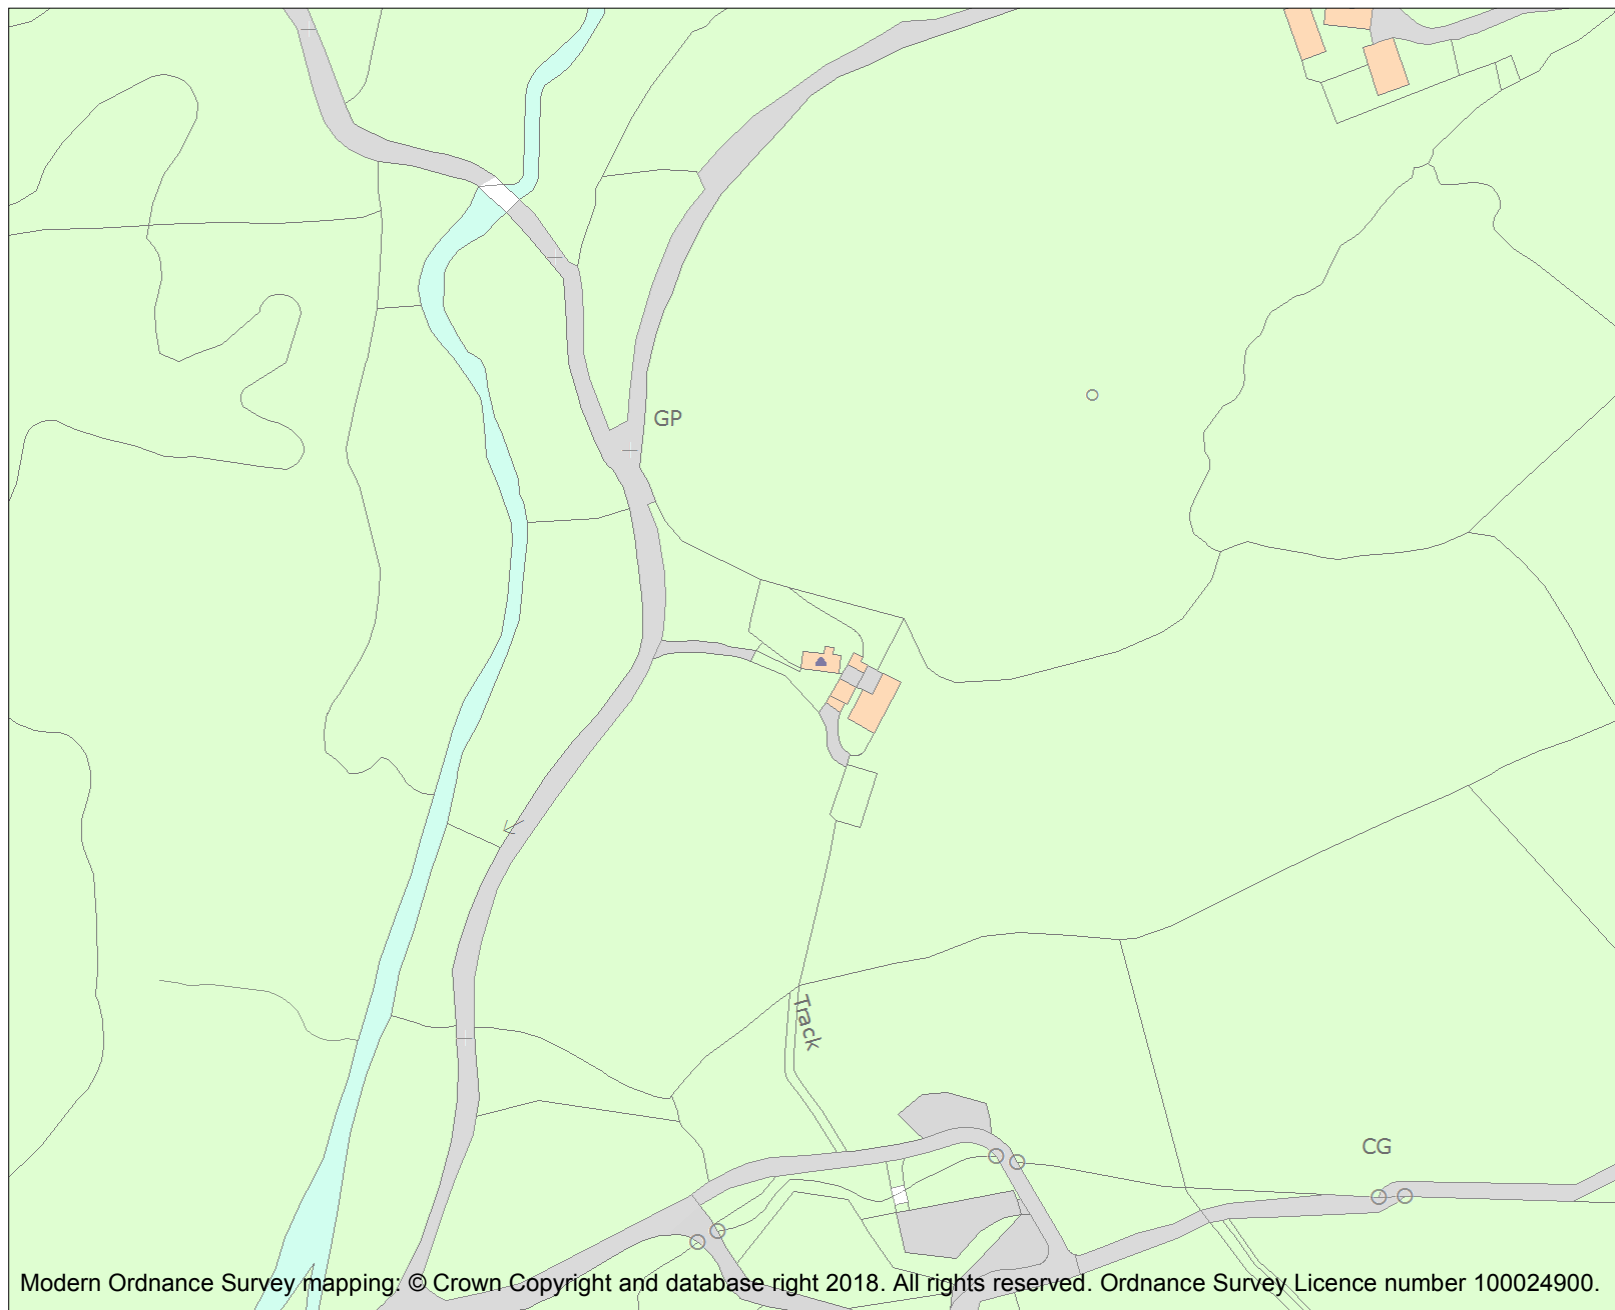 GP
Track
CG
Modern Ordnance Survey mapping: © Crown Copyright and database right 2018. All rights reserved. Ordnance Survey Licence number 100024900.